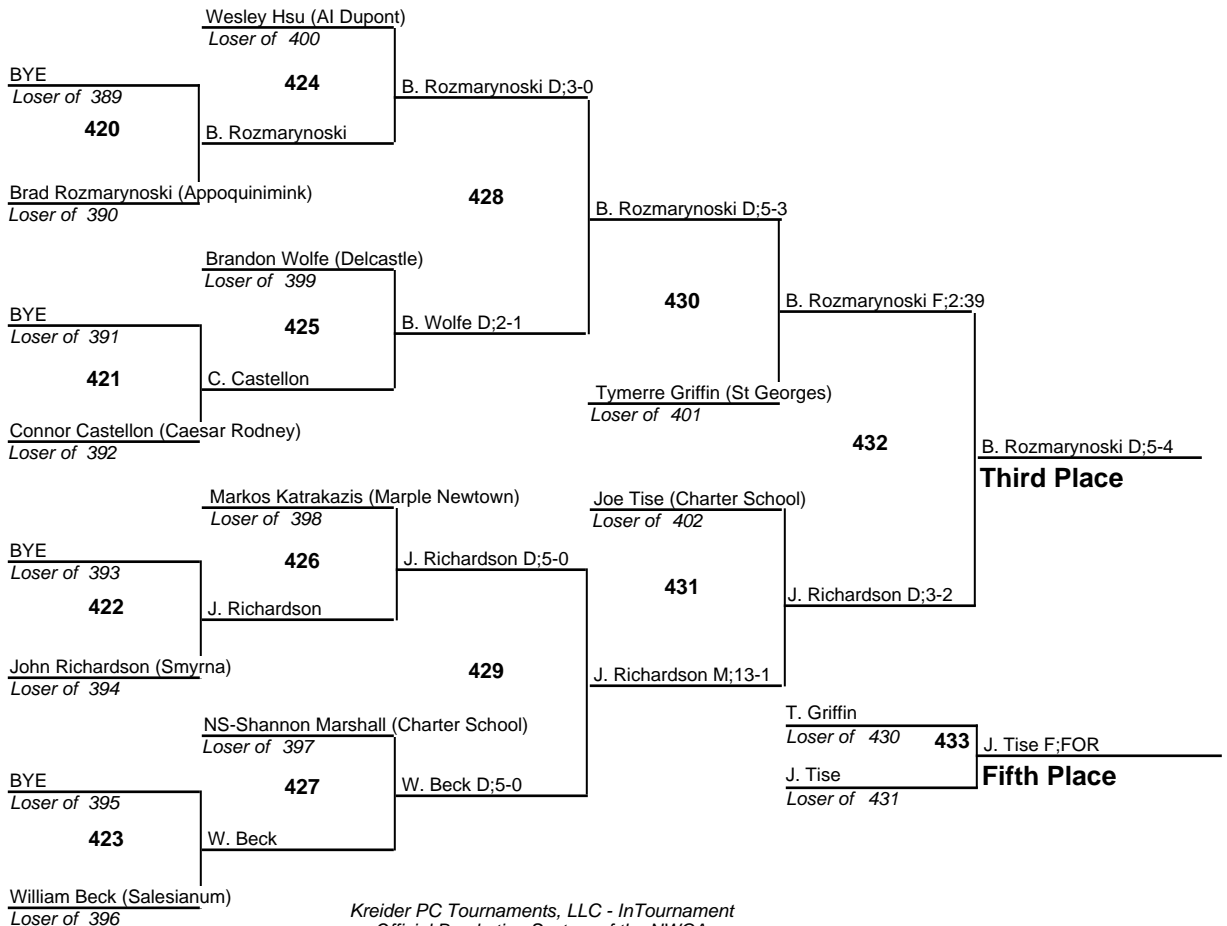 Wesley Hsu (AI Dupont)
Loser of 400
BYE
Loser of 389
424
B. Rozmarynoski D;3-0
420
B. Rozmarynoski
Brad Rozmarynoski (Appoquinimink)
Loser of 390
428
B. Rozmarynoski D;5-3
Brandon Wolfe (Delcastle)
Loser of 399
BYE
Loser of 391
425
B. Wolfe D;2-1
430
B. Rozmarynoski F;2:39
421
C. Castellon
Tymerre Griffin (St Georges)
Loser of 401
Connor Castellon (Caesar Rodney)
Loser of 392
432
B. Rozmarynoski D;5-4
Third Place
Markos Katrakazis (Marple Newtown)
Loser of 398
Joe Tise (Charter School)
Loser of 402
BYE
Loser of 393
426
J. Richardson D;5-0
422
J. Richardson
431
J. Richardson D;3-2
John Richardson (Smyrna)
Loser of 394
429
J. Richardson M;13-1
NS-Shannon Marshall (Charter School)
Loser of 397
T. Griffin
Loser of 430
433
J. Tise F;FOR
Fifth Place
BYE
Loser of 395
427
W. Beck D;5-0
J. Tise
Loser of 431
423
W. Beck
William Beck (Salesianum)
Loser of 396
Kreider PC Tournaments, LLC - InTournament